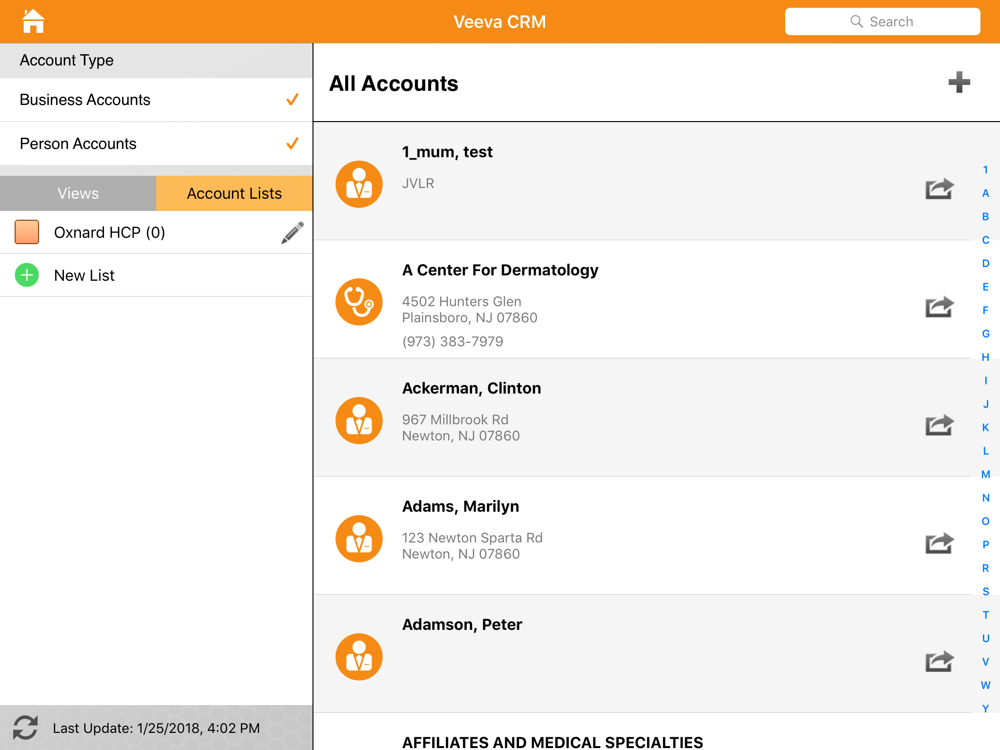 Veeva CRM
Search
Account Type
Business Accounts
Person Accounts
Views
Account Lists
Oxnard HCP (0)
New List
Last Update: 1/25/2018, 4:02 PM
All Accounts
1_mum, test
JVLR
A Center For Dermatology
4502 Hunters Glen
Plainsboro, NJ 07860
(973) 383-7979
Ackerman, Clinton
967 Millbrook Rd
Newton, NJ 07860
Adams, Marilyn
123 Newton Sparta Rd
Newton, NJ 07860
Adamson, Peter
AFFILIATES AND MEDICAL SPECIALTIES
1
A
B
C
D
E
F
G
H
I
J
K
L
M
N
O
P
R
S
T
U
V
W
Y